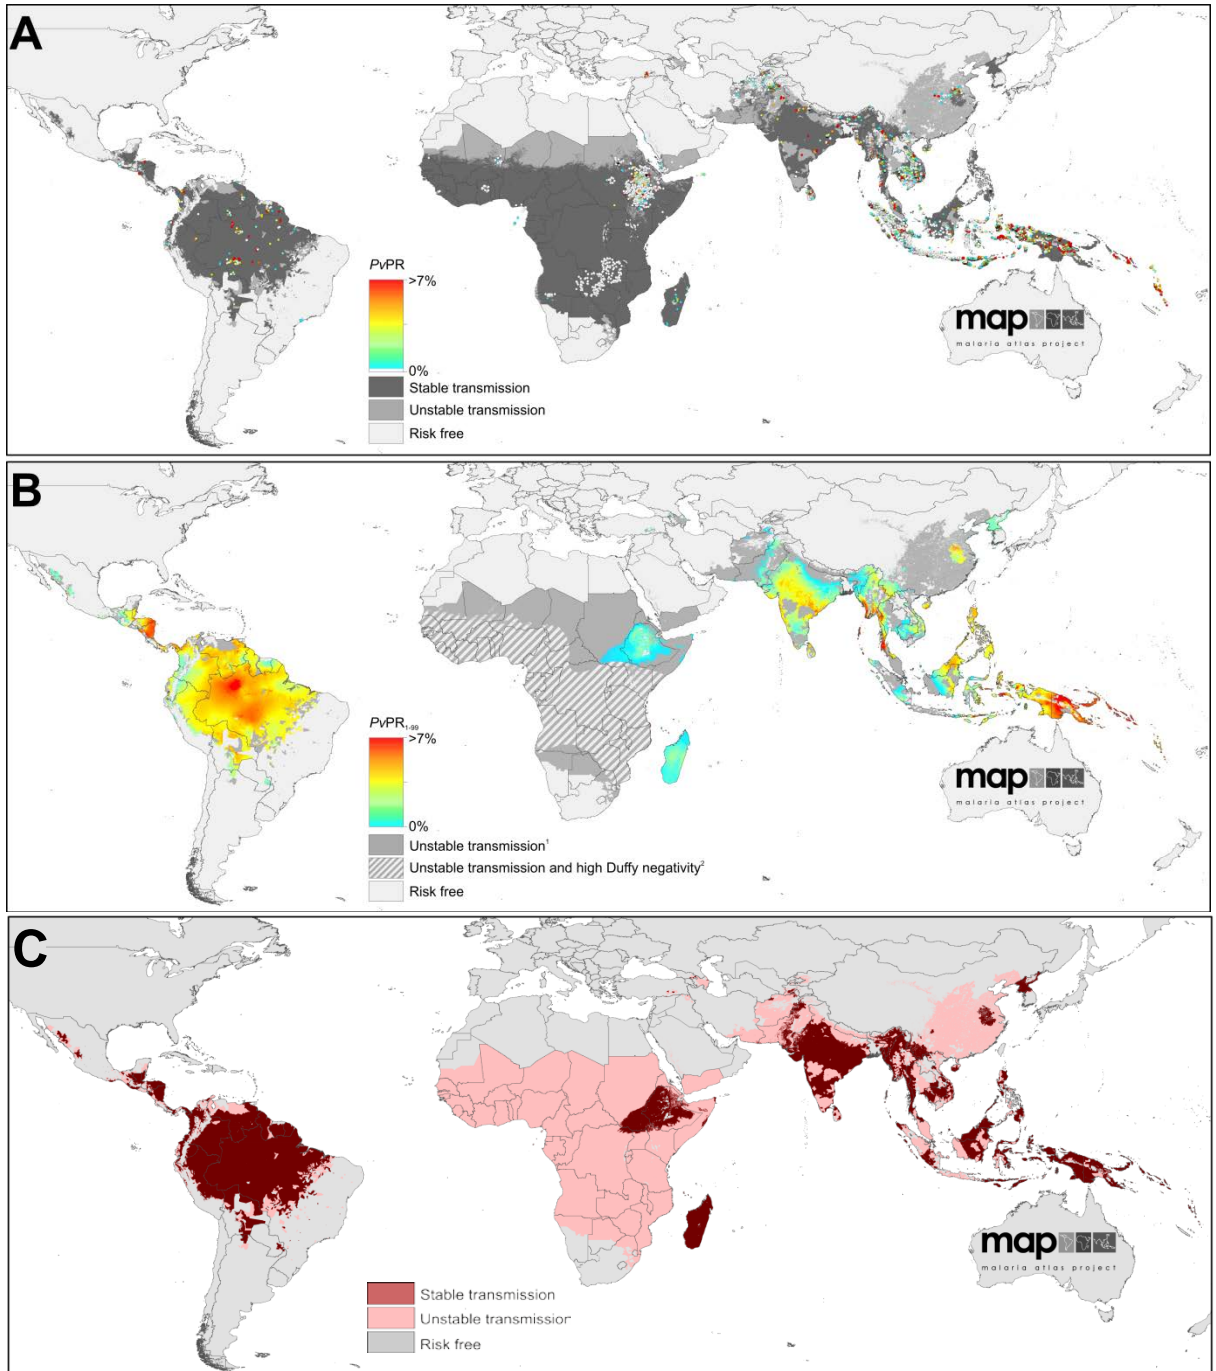 A
PvPR
>7%
0%
Stable transmission
Unstable transmission
Risk free
map
malaria atlas project
B
PvPR1-99
>7%
0%
Unstable transmission1
Unstable transmission and high Duffy negativity2
Risk free
map
malaria atlas project
C
Stable transmission
Unstable transmission
Risk free
map
malaria atlas project